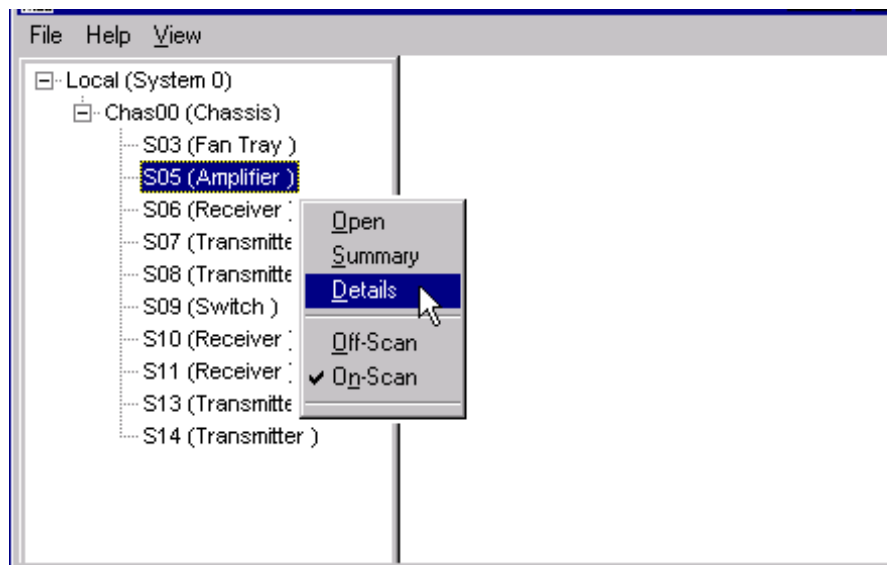 File Help View
Local (System 0)
Chas00 (Chassis)
S03 (Fan Tray )
S05 (Amplifier )
S06 (Receiver )
S07 (Transmitte
S08 (Transmitte
S09 (Switch )
S10 (Receiver )
S11 (Receiver )
S13 (Transmitte
S14 (Transmitter )
Open
Summary
Details
Off-Scan
On-Scan